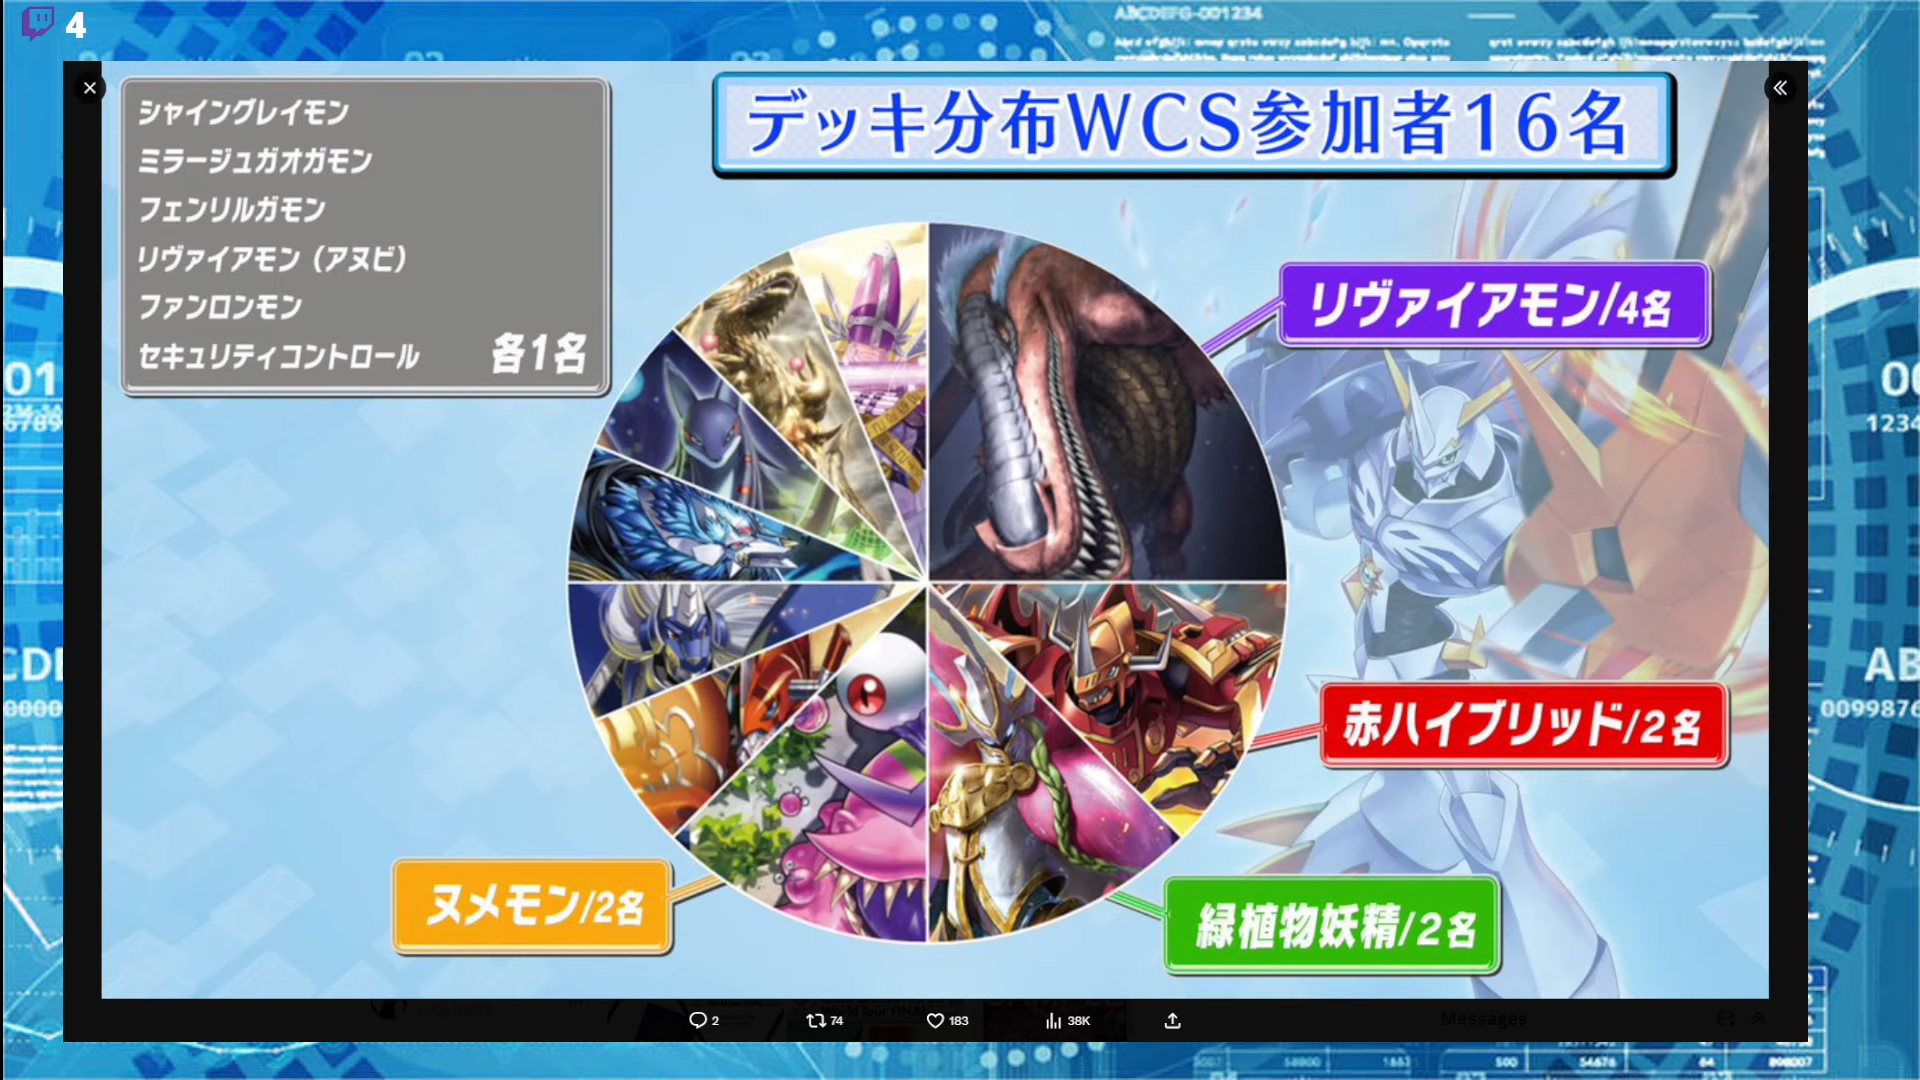 4
ABCDEFG-001234
デッキ分布WCS参加者16名
シャイングレイモン
ミラージュガオガモン
フェンリルガモン
リヴァイアモン（アヌビ）
ファンロンモン
セキュリティコントロール 各1名
リヴァイアモン/4名
赤ハイブリッド/2名
緑植物妖精/2名
ヌメモン/2名
01
6789
1234
AB
0099876
2
74
183
38K
Messages
500
54676
64